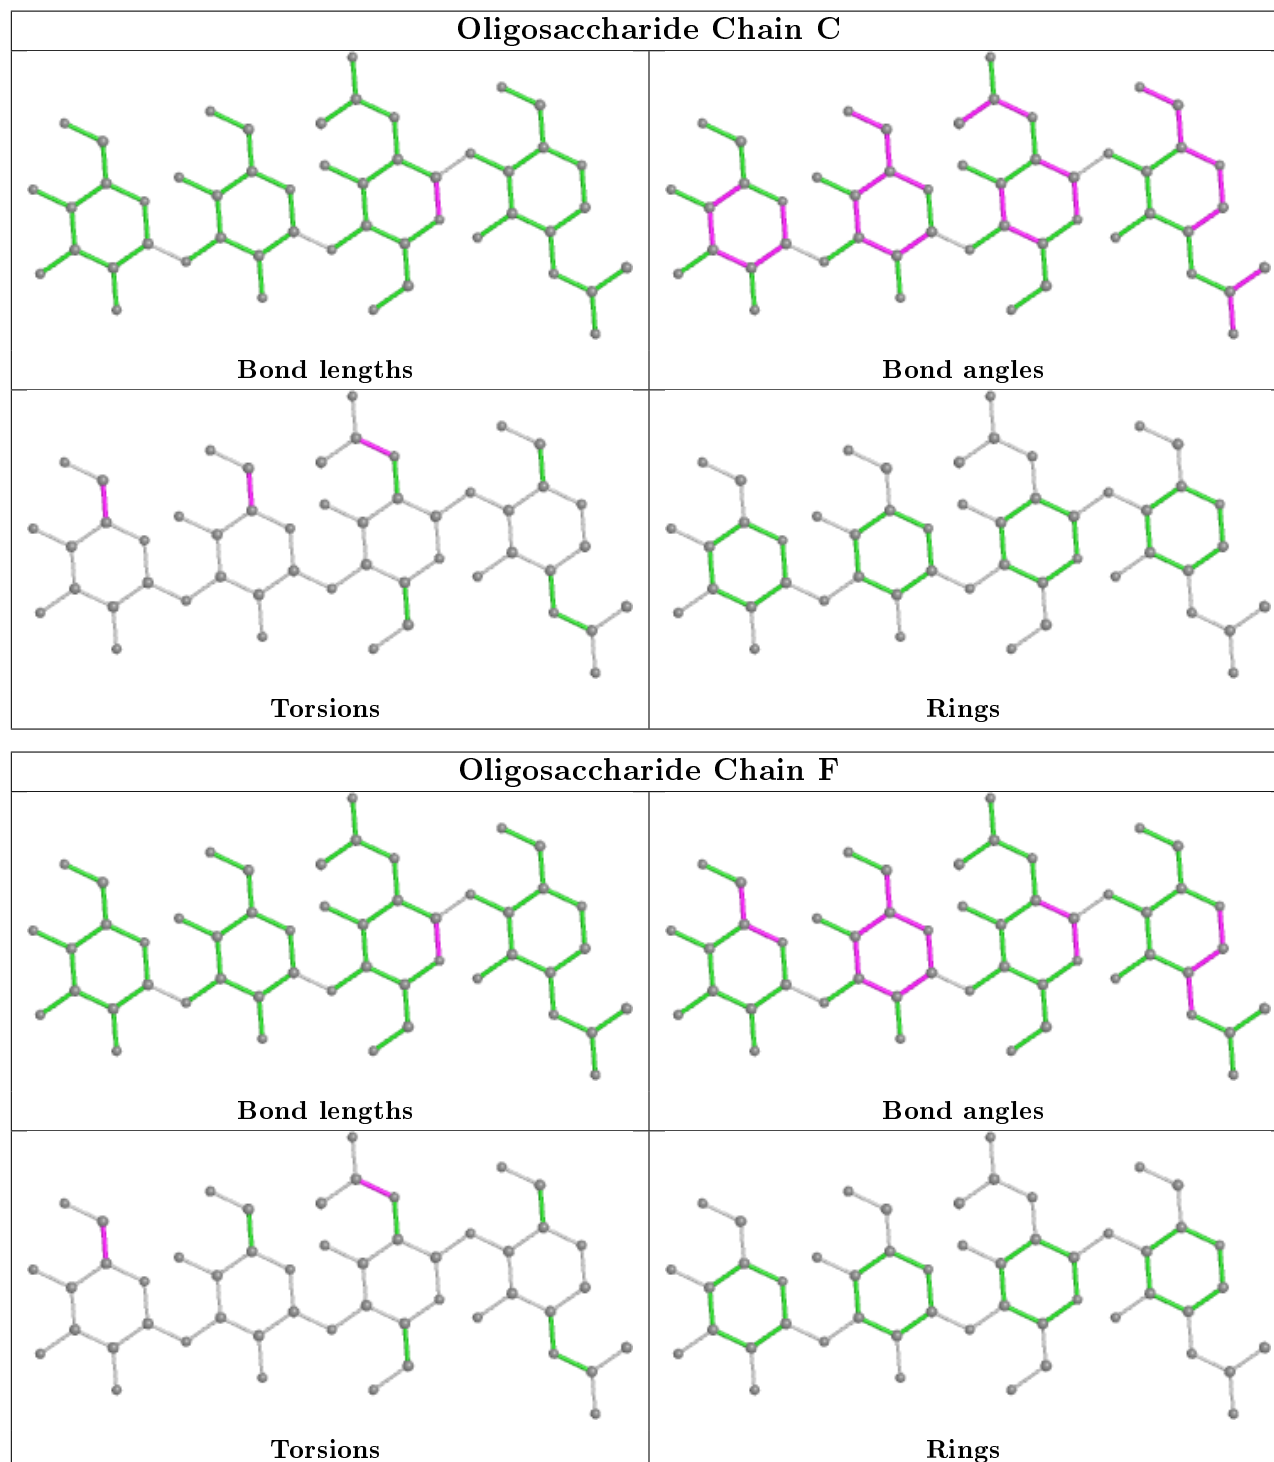 Oligosaccharide Chain C
Bond lengths
Bond angles
Torsions
Rings
Oligosaccharide Chain F
Bond lengths
Bond angles
Torsions
Rings